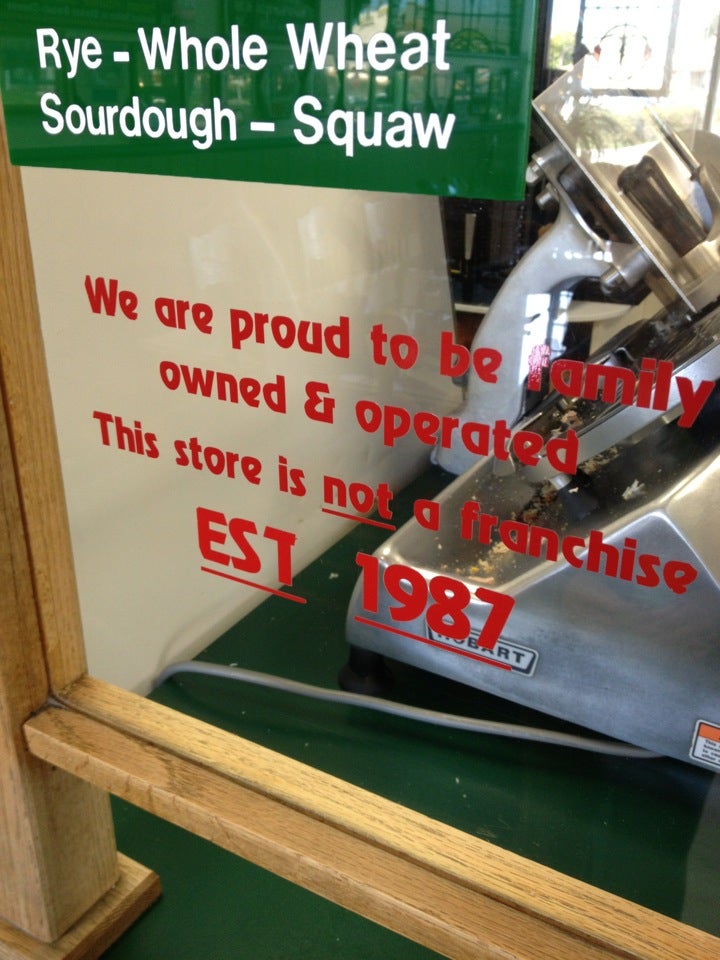 Rye - Whole Wheat
Sourdough - Squaw
We are proud to be family
owned & operated
This store is not a franchise
EST 1987
HOBART